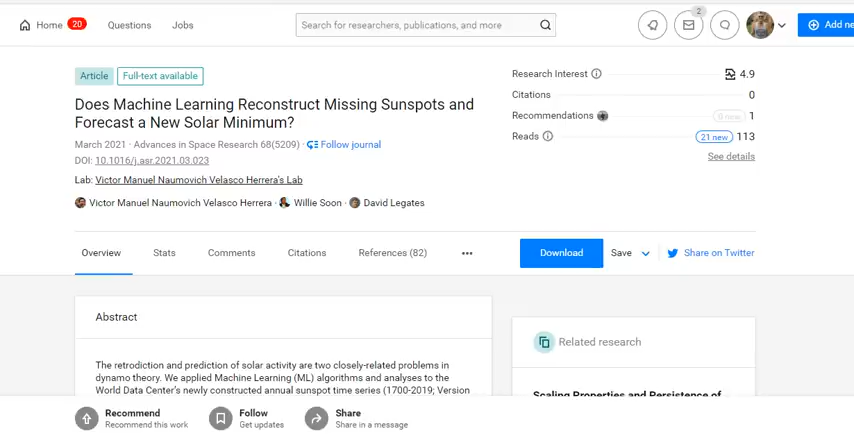 Home 20 Questions Jobs Search for researchers, publications, and more 2 Add ne
Article Full-text available
Does Machine Learning Reconstruct Missing Sunspots and
Forecast a New Solar Minimum?
March 2021 · Advances in Space Research 68(5209) · Follow journal
DOI: 10.1016/j.asr.2021.03.023
Lab: Victor Manuel Naumovich Velasco Herrera's Lab
Victor Manuel Naumovich Velasco Herrera · Willie Soon · David Legates
Research Interest 4.9
Citations 0
Recommendations 0 new 1
Reads 21 new 113
See details
Overview Stats Comments Citations References (82) ••• Download Save Share on Twitter
Abstract
The retrodiction and prediction of solar activity are two closely-related problems in
dynamo theory. We applied Machine Learning (ML) algorithms and analyses to the
World Data Center's newly constructed annual sunspot time series (1700-2019; Version
Related research
Scaling Properties and Persistence of
Recommend
Recommend this work
Follow
Get updates
Share
Share in a message